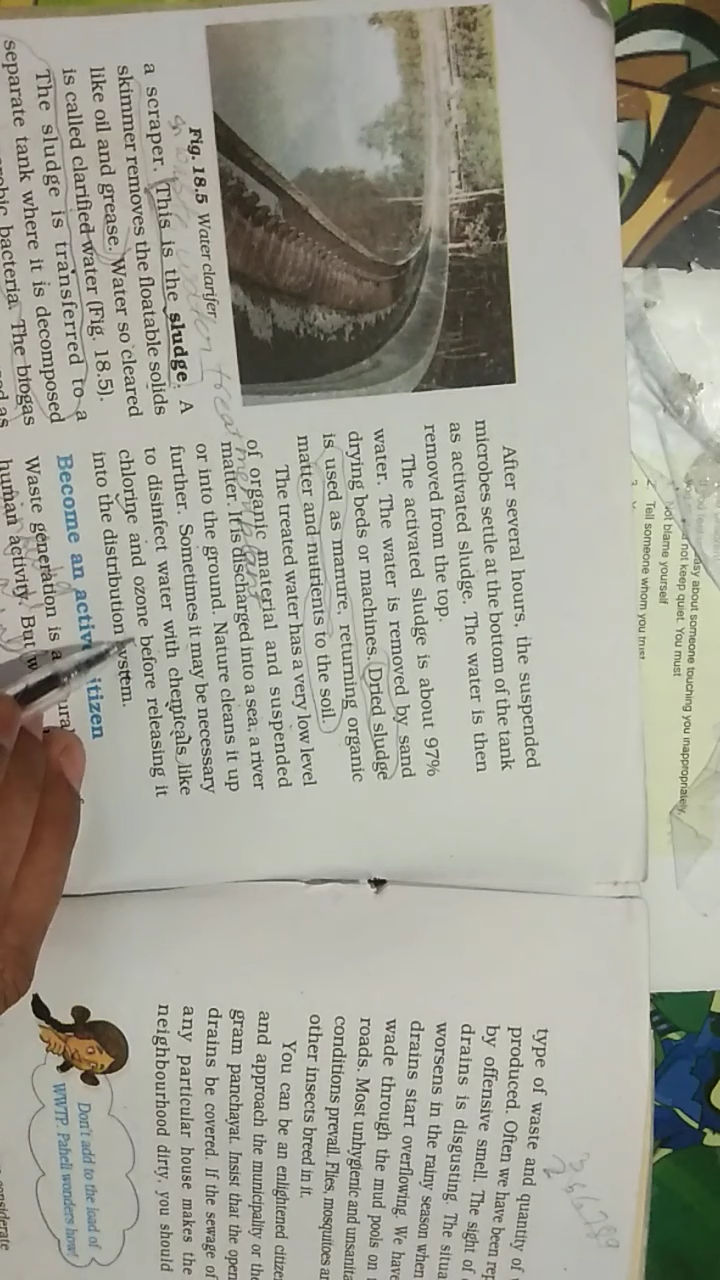 Fig. 18.5 Water clarifer
a scraper. This is the sludge. A
skimmer removes the floatable solids
like oil and grease. Water so cleared
is called clarified water (Fig. 18.5).
The sludge is transferred to a
separate tank where it is decomposed
bacteria. The biogas
After several hours, the suspended
microbes settle at the bottom of the tank
as activated sludge. The water is then
removed from the top.
The activated sludge is about 97%
water. The water is removed by sand
drying beds or machines. Dried sludge
is used as manure, returning organic
matter and nutrients to the soil.
The treated water has a very low level
of organic material and suspended
matter. It is discharged into a sea, a river
or into the ground. Nature cleans it up
further. Sometimes it may be necessary
to disinfect water with chemicals like
chlorine and ozone before releasing it
into the distribution system.
Become an active citizen
Waste generation is a
human activity. But
type of waste and quantity of
produced. Often we have been
by offensive smell. The sight of
drains is disgusting. The
worsens in the rainy season when
drains start overflowing. We have
wade through the mud pools on
roads. Most unhygienic and
conditions prevail. Flies, mosquitoes
other insects breed in it.
You can be an enlightened
and approach the municipality or the
gram panchayat. Insist that the open
drains be covered. If the sewage of
any particular house makes the
neighbourhood dirty, you should
Don't add to the load of
WWTP. Paheli wonders how!
about someone touching you inappropriately,
not keep quiet. You must
blame yourself
2. Tell someone whom you trust